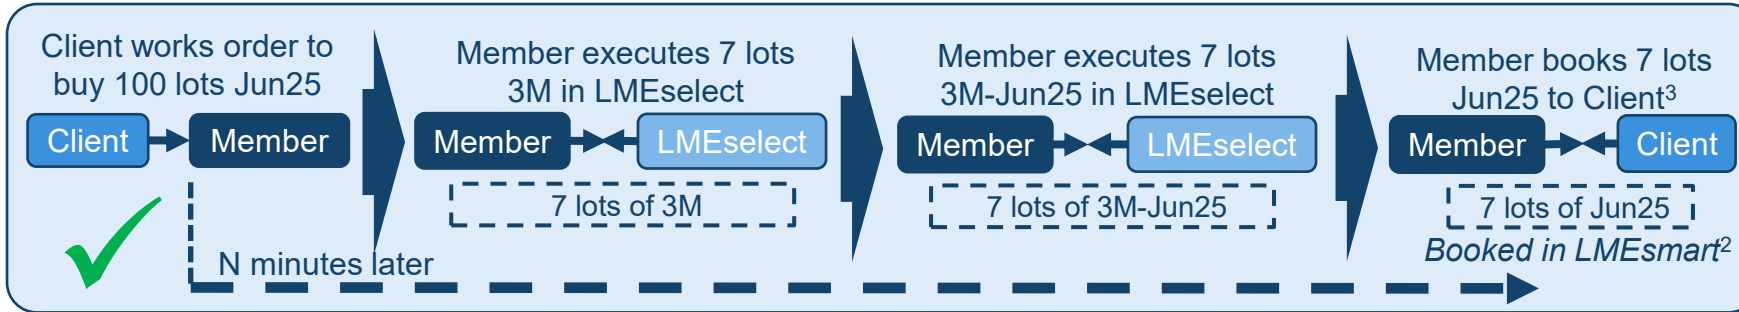 Client works order to
buy 100 lots Jun25
Client
Member
Member executes 7 lots
3M in LMEselect
Member
LMEselect
7 lots of 3M
Member executes 7 lots
3M-Jun25 in LMEselect
Member
LMEselect
7 lots of 3M-Jun25
Member books 7 lots
Jun25 to Client³
Member
Client
7 lots of Jun25
Booked in LMEsmart²
N minutes later